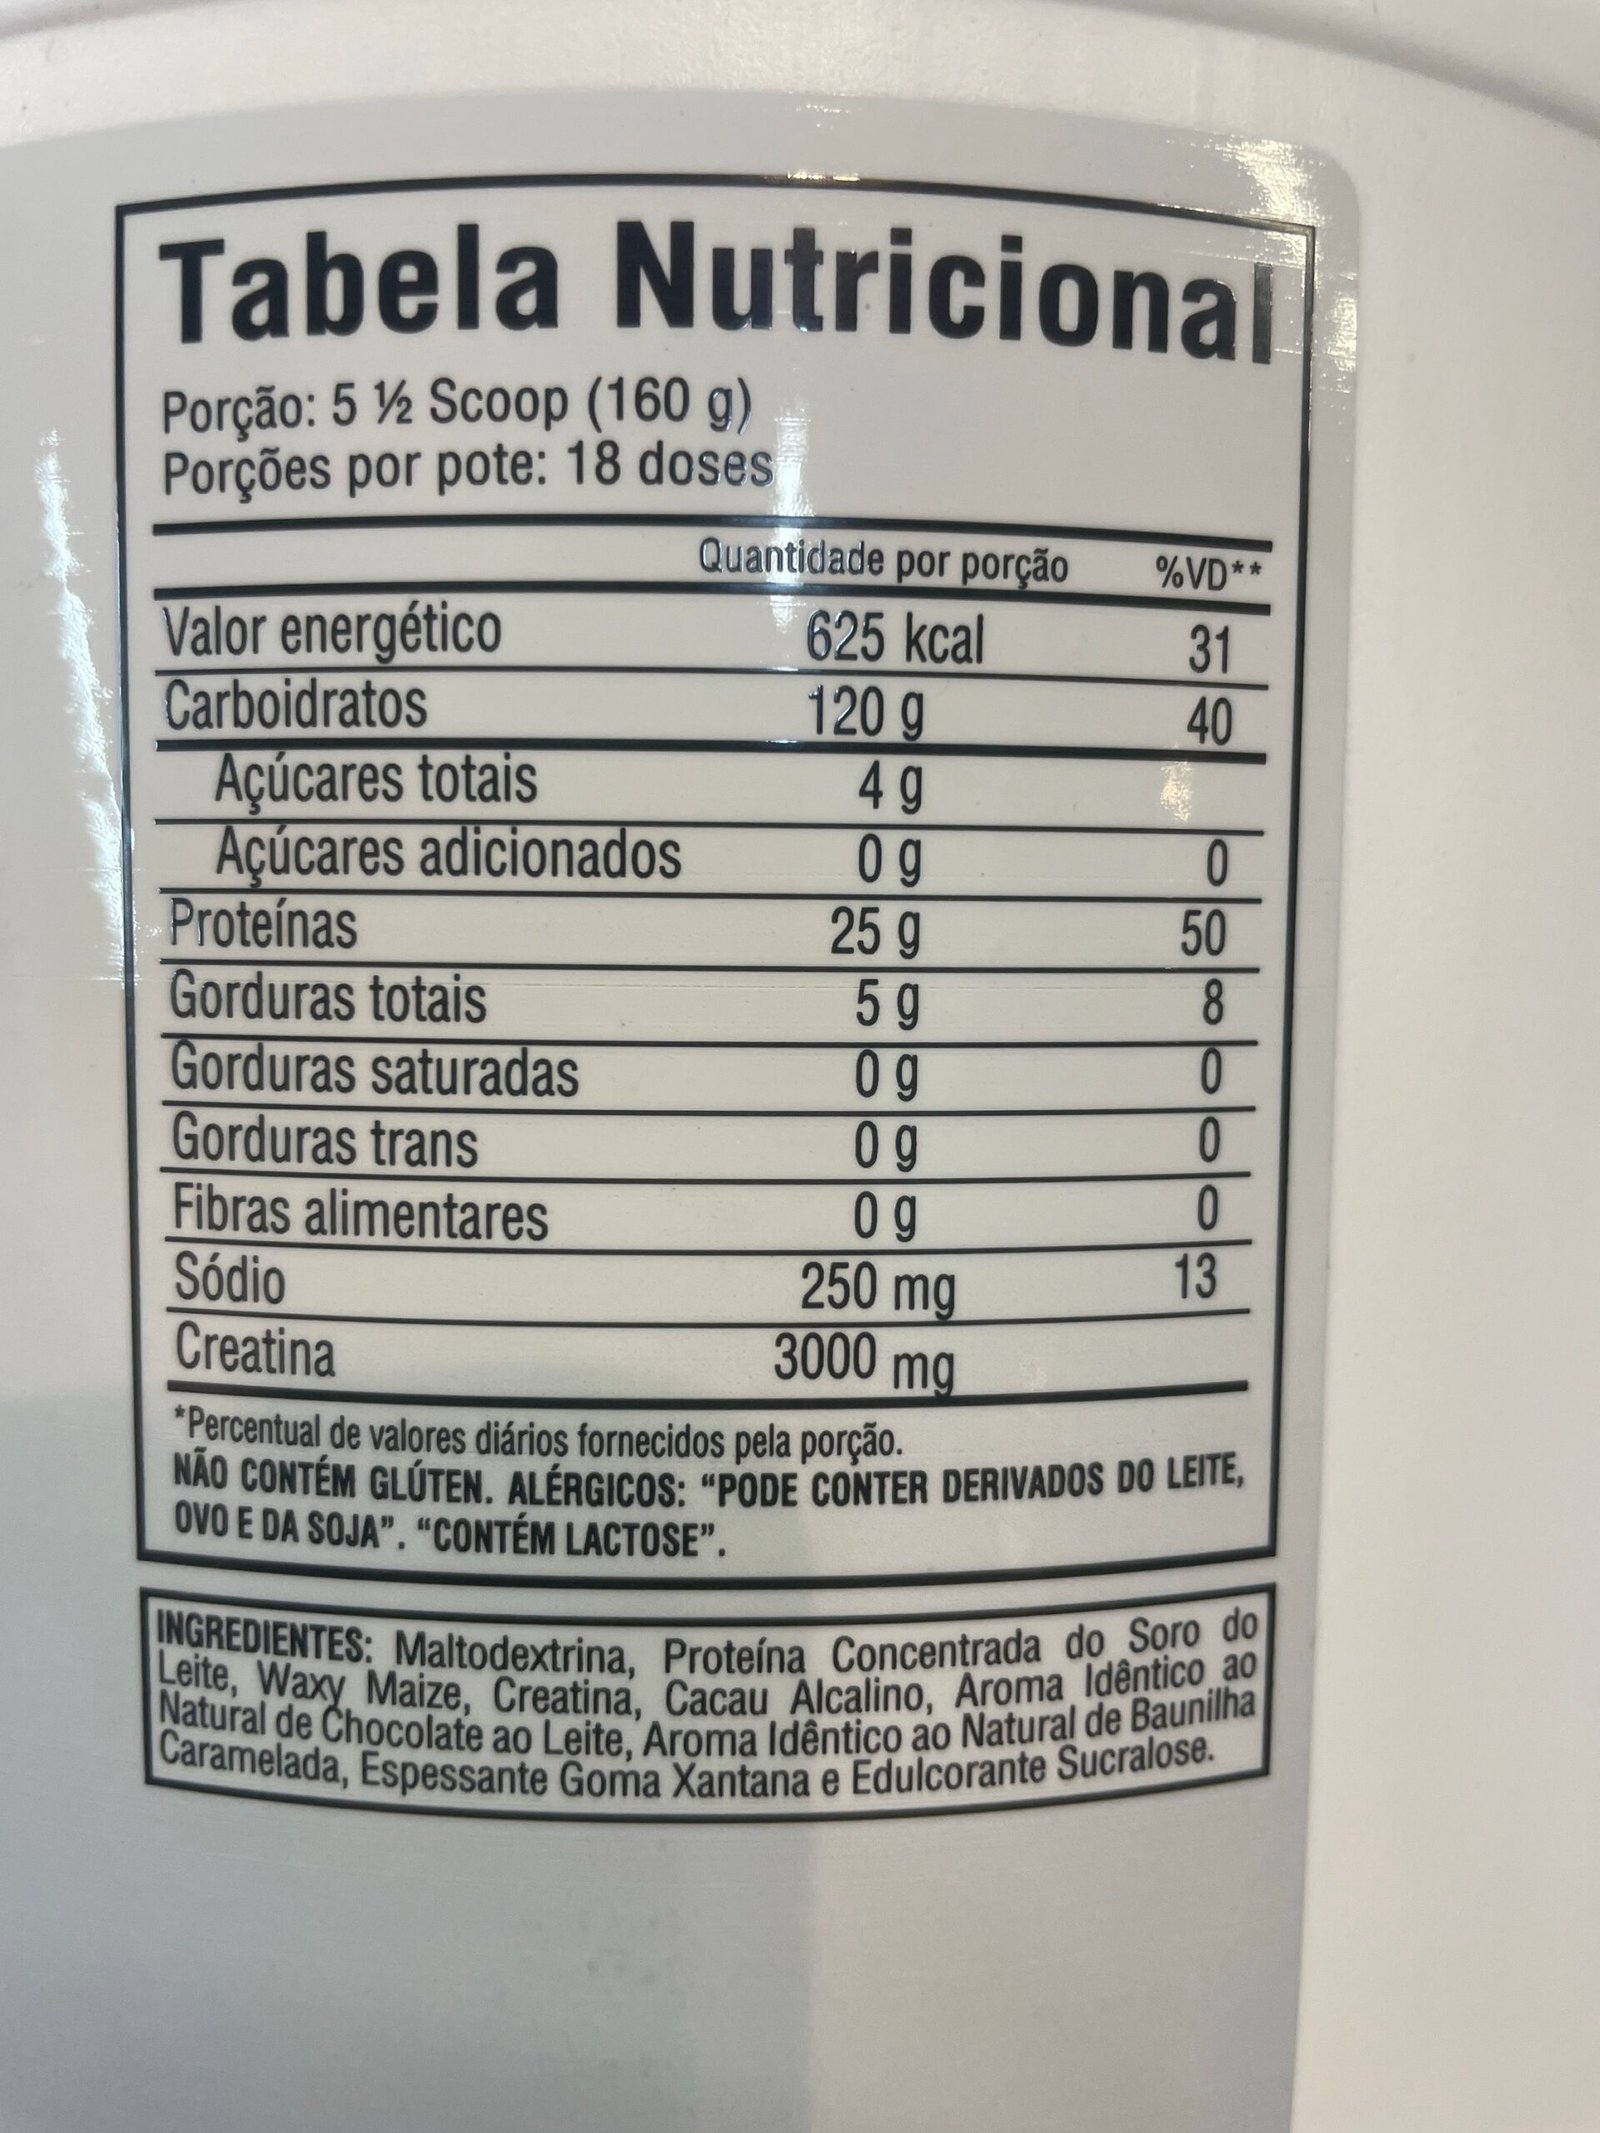 Tabela Nutricional
Porção: 5 ½ Scoop (160 g)
Porções por pote: 18 doses
Quantidade por porção %VD**
Valor energético 625 kcal 31
Carboidratos 120 g 40
Açúcares totais 4 g
Açúcares adicionados 0 g 0
Proteínas 25 g 50
Gorduras totais 5 g 8
Gorduras saturadas 0 g 0
Gorduras trans 0 g 0
Fibras alimentares 0 g 0
Sódio 250 mg 13
Creatina 3000 mg
*Percentual de valores diários fornecidos pela porção.
NÃO CONTÉM GLÚTEN. ALÉRGICOS: “PODE CONTER DERIVADOS DO LEITE,
OVO E DA SOJA”. “CONTÉM LACTOSE”.
INGREDIENTES: Maltodextrina, Proteína Concentrada do Soro do
Leite, Waxy Maize, Creatina, Cacau Alcalino, Aroma Idêntico ao
Natural de Chocolate ao Leite, Aroma Idêntico ao Natural de Baunilha
Caramelada, Espessante Goma Xantana e Edulcorante Sucralose.